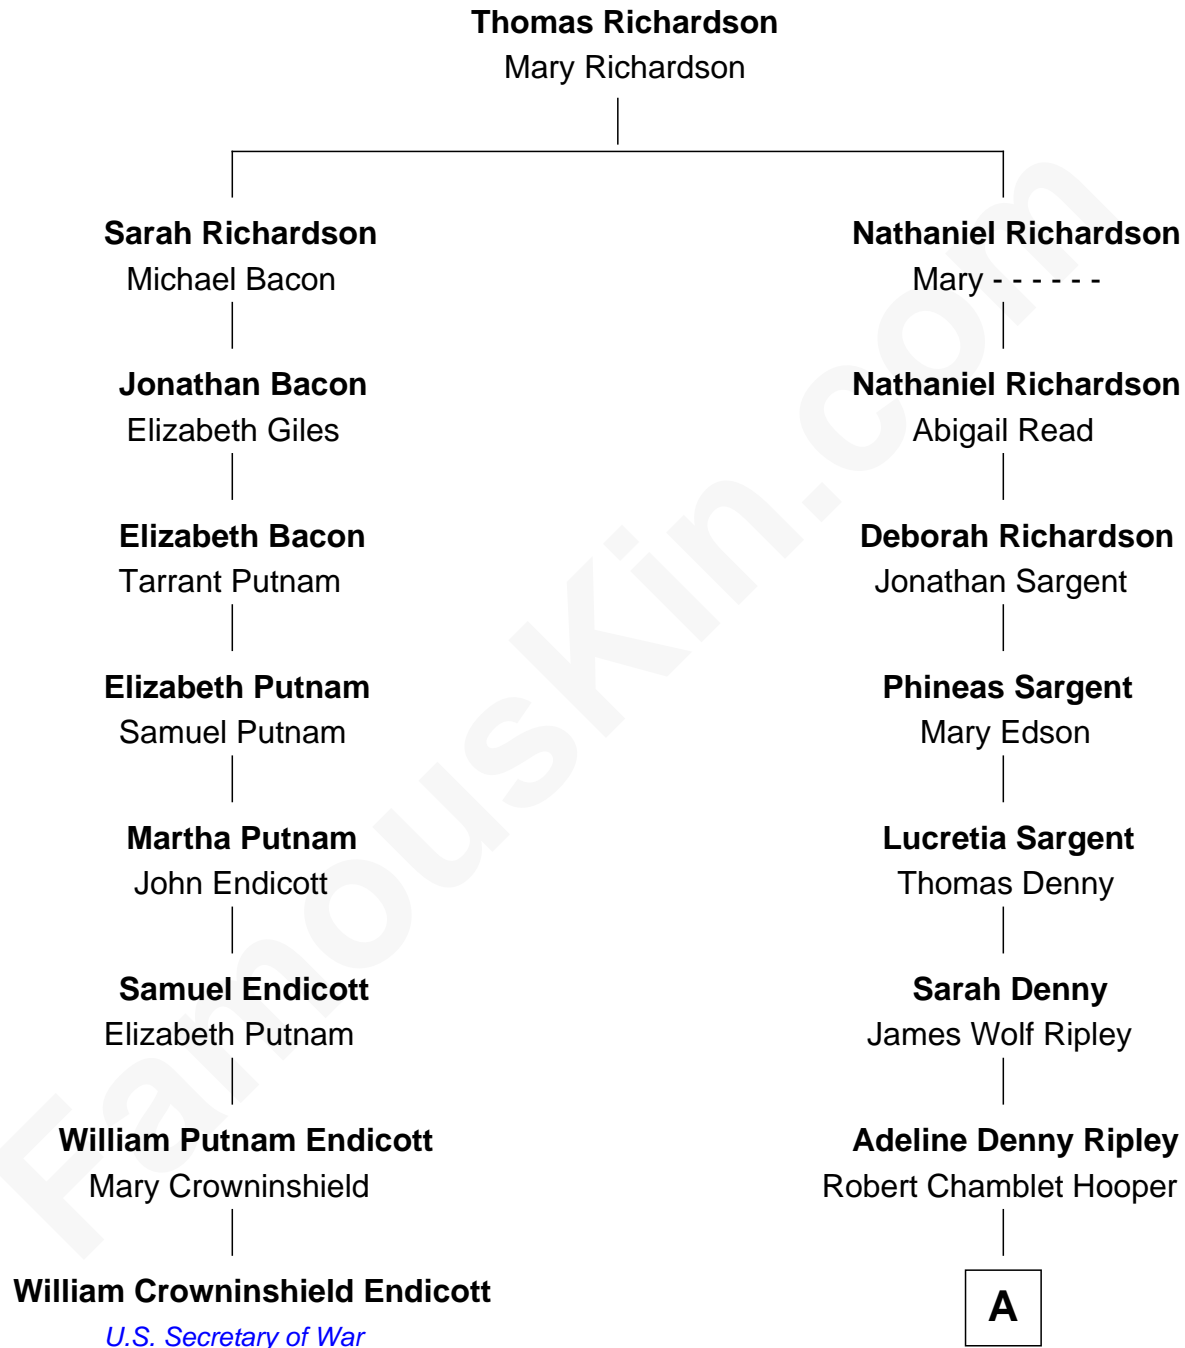 Thomas Richardson
Mary Richardson
Sarah Richardson
Michael Bacon
Jonathan Bacon
Elizabeth Giles
Elizabeth Bacon
Tarrant Putnam
Elizabeth Putnam
Samuel Putnam
Martha Putnam
John Endicott
Samuel Endicott
Elizabeth Putnam
William Putnam Endicott
Mary Crowninshield
William Crowninshield Endicott
U.S. Secretary of War
Nathaniel Richardson
Mary - - - - - -
Nathaniel Richardson
Abigail Read
Deborah Richardson
Jonathan Sargent
Phineas Sargent
Mary Edson
Lucretia Sargent
Thomas Denny
Sarah Denny
James Wolf Ripley
Adeline Denny Ripley
Robert Chamblet Hooper
A
FamousKin.com